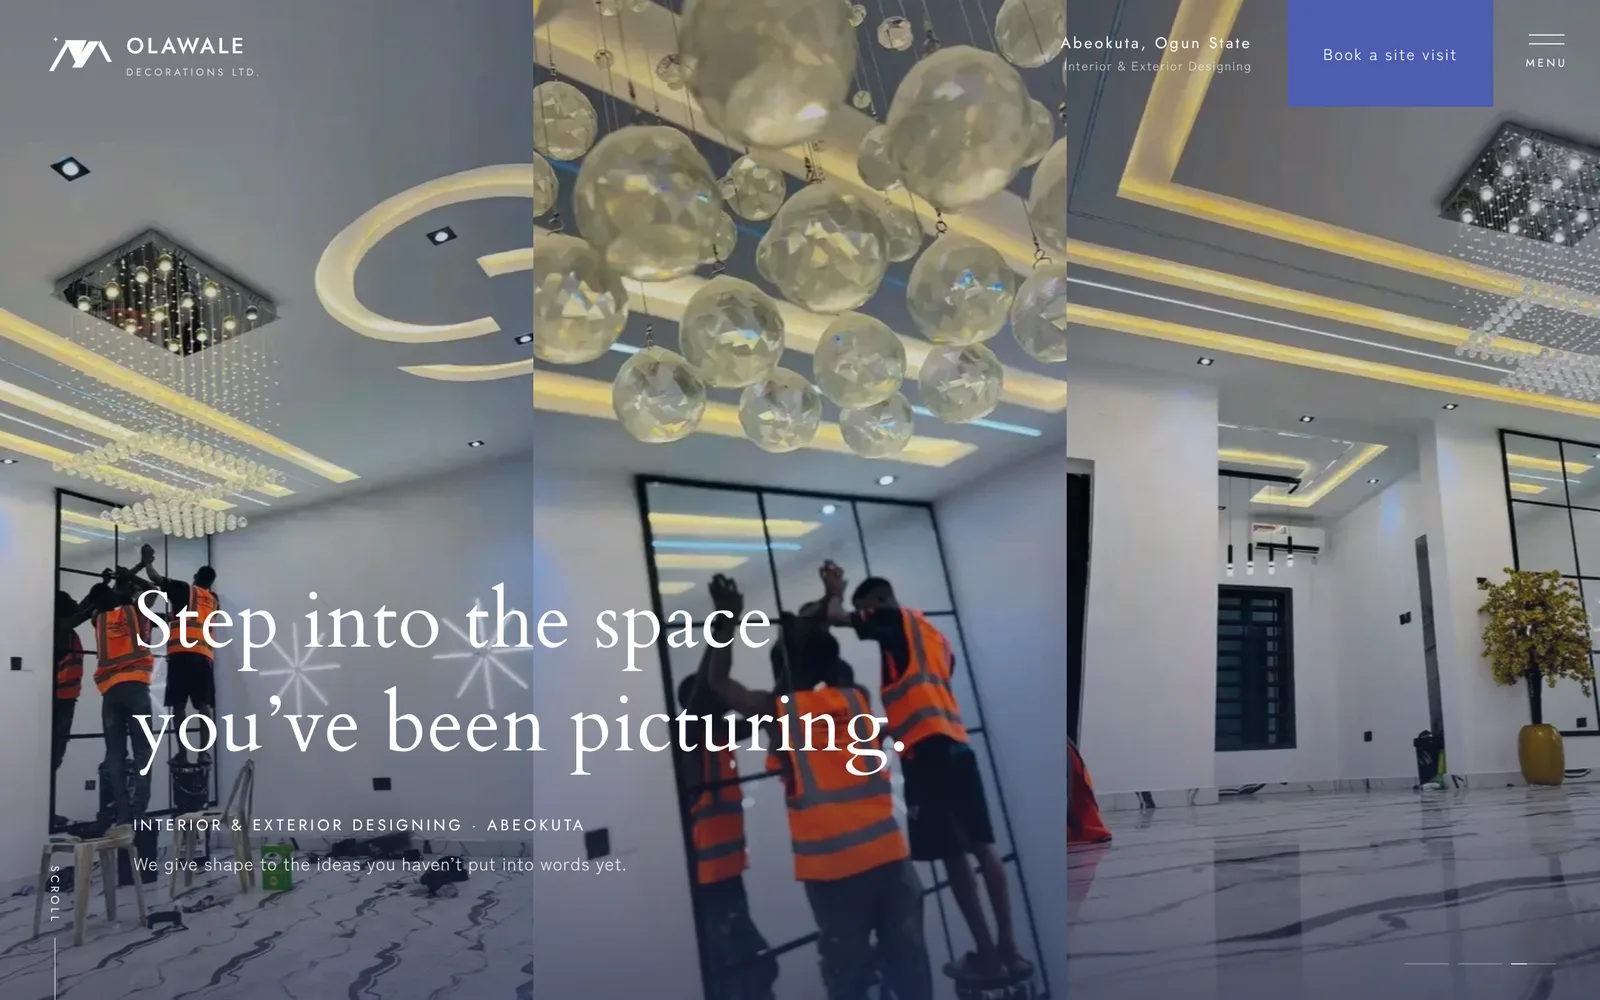 OLAWALE
DECORATIONS LTD.
Abeokuta, Ogun State
Interior & Exterior Designing
Book a site visit
MENU
Step into the space
you’ve been picturing.
INTERIOR & EXTERIOR DESIGNING · ABEOKUTA
We give shape to the ideas you haven’t put into words yet.
SCROLL